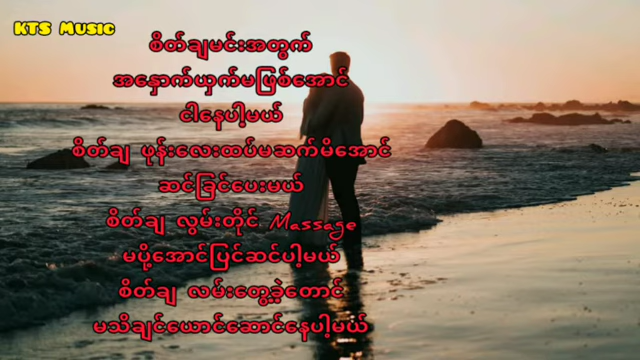 KTS Music
စိတ်ချမင်းအတွက်
အနှောက်ယှက်မဖြစ်အောင်
ငါနေပါ့မယ်
စိတ်ချ ဖုန်းလေးထပ်မဆက်မိအောင်
ဆင်ခြင်ပေးမယ်
စိတ်ချ လွမ်းတိုင် Massage
မပို့အောင်ပြင်ဆင်ပါ့မယ်
စိတ်ချ လမ်းတွေ့ခဲ့တောင်
မသိချင်ယောင်ဆောင်နေပါ့မယ်